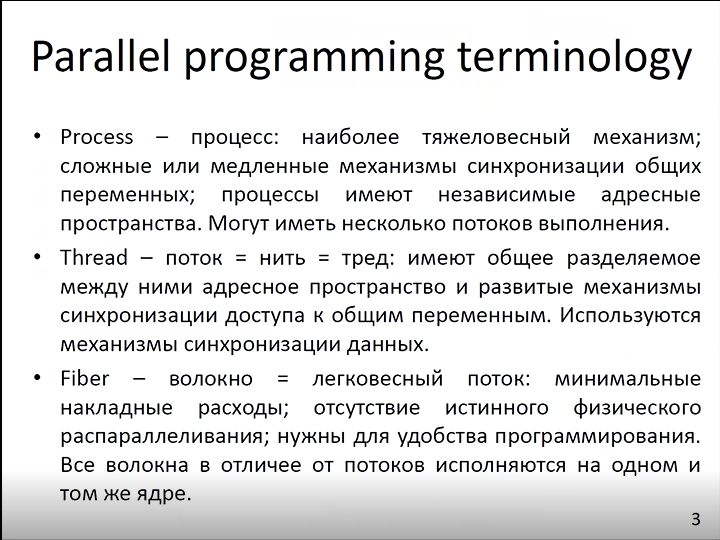 Parallel programming terminology
• Process – процесс: наиболее тяжеловесный механизм;
сложные или медленные механизмы синхронизации общих
переменных; процессы имеют независимые адресные
пространства. Могут иметь несколько потоков выполнения.
• Thread – поток = нить = тред: имеют общее разделяемое
между ними адресное пространство и развитые механизмы
синхронизации доступа к общим переменным. Используются
механизмы синхронизации данных.
• Fiber – волокно = легковесный поток: минимальные
накладные расходы; отсутствие истинного физического
распараллеливания; нужны для удобства программирования.
Все волокна в отличее от потоков исполняются на одном и
том же ядре.
3